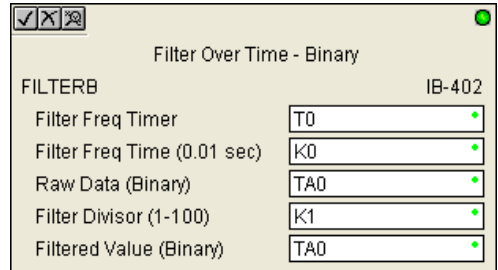 Filter Over Time - Binary
FILTERB IB-402
Filter Freq Timer T0
Filter Freq Time (0.01 sec) K0
Raw Data (Binary) TA0
Filter Divisor (1-100) K1
Filtered Value (Binary) TA0